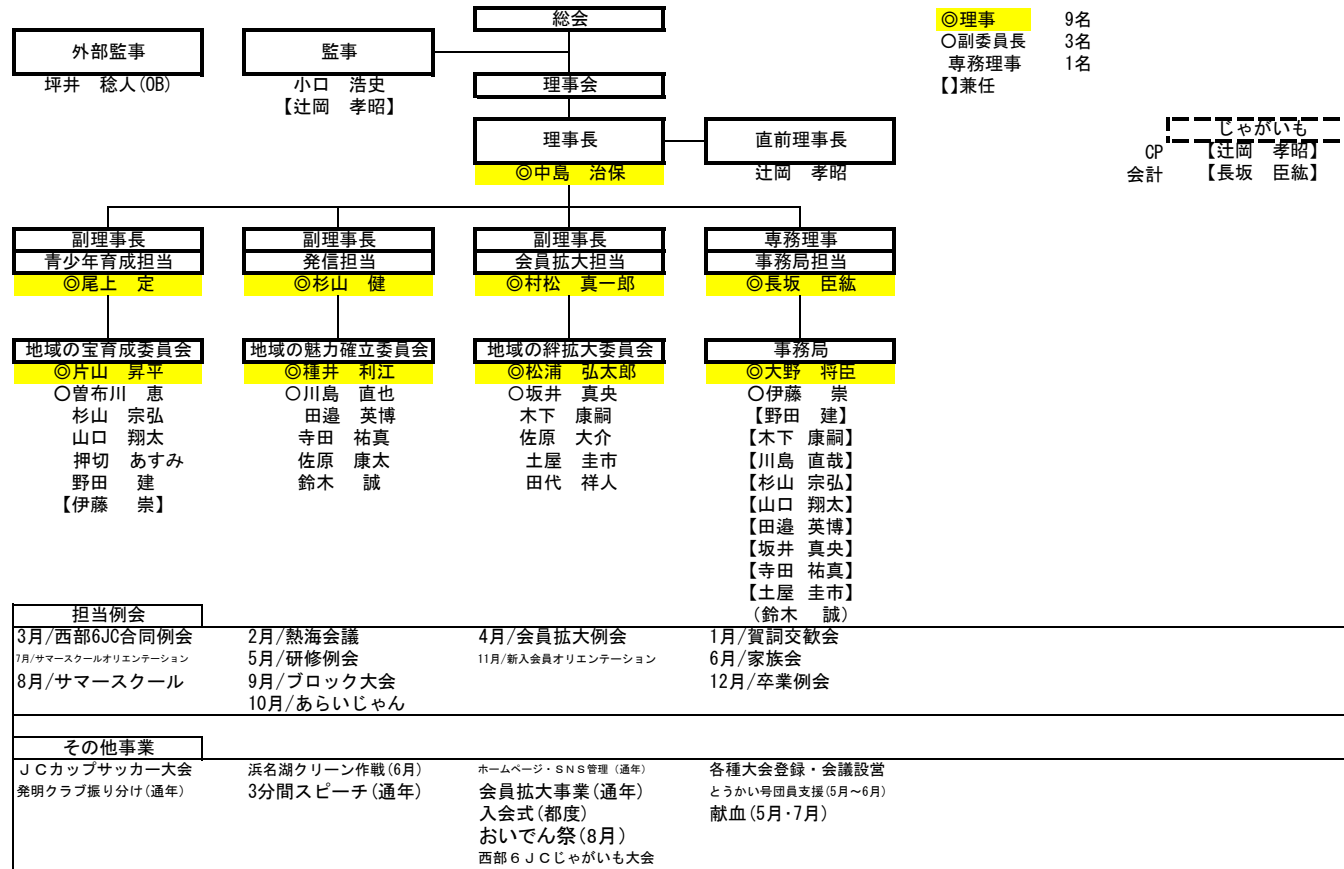 総会
◎理事 9名
〇副委員長 3名
専務理事 1名
【】兼任
外部監事
坪井 稔人(OB)
監事
小口 浩史
【辻岡 孝昭】
理事会
理事長
◎中島 治保
直前理事長
辻岡 孝昭
じゃがいも
CP 【辻岡 孝昭】
会計 【長坂 臣紘】
副理事長
青少年育成担当
◎尾上 定
副理事長
発信担当
◎杉山 健
副理事長
会員拡大担当
◎村松 真一郎
専務理事
事務局担当
◎長坂 臣紘
地域の宝育成委員会
◎片山 昇平
〇曽布川 恵
杉山 宗弘
山口 翔太
押切 あすみ
野田 建
【伊藤 崇】
地域の魅力確立委員会
◎種井 利江
〇川島 直也
田邉 英博
寺田 祐真
佐原 康太
鈴木 誠
地域の絆拡大委員会
◎松浦 弘太郎
〇坂井 真央
木下 康嗣
佐原 大介
土屋 圭市
田代 祥人
事務局
◎大野 将臣
〇伊藤 崇
【野田 建】
【木下 康嗣】
【川島 直哉】
【杉山 宗弘】
【山口 翔太】
【田邉 英博】
【坂井 真央】
【寺田 祐真】
【土屋 圭市】
(鈴木 誠)
担当例会
3月/西部6JC合同例会
7月/サマースクールオリエンテーション
8月/サマースクール
2月/熱海会議
5月/研修例会
9月/ブロック大会
10月/あらいじゃん
4月/会員拡大例会
11月/新入会員オリエンテーション
1月/賀詞交歓会
6月/家族会
12月/卒業例会
その他事業
ＪＣカップサッカー大会
発明クラブ振り分け(通年)
浜名湖クリーン作戦(6月)
3分間スピーチ(通年)
ホームページ・ＳＮＳ管理（通年）
会員拡大事業(通年)
入会式(都度)
おいでん祭(8月)
西部６ＪＣじゃがいも大会
各種大会登録・会議設営
とうかい号団員支援(5月～6月)
献血(5月･7月)